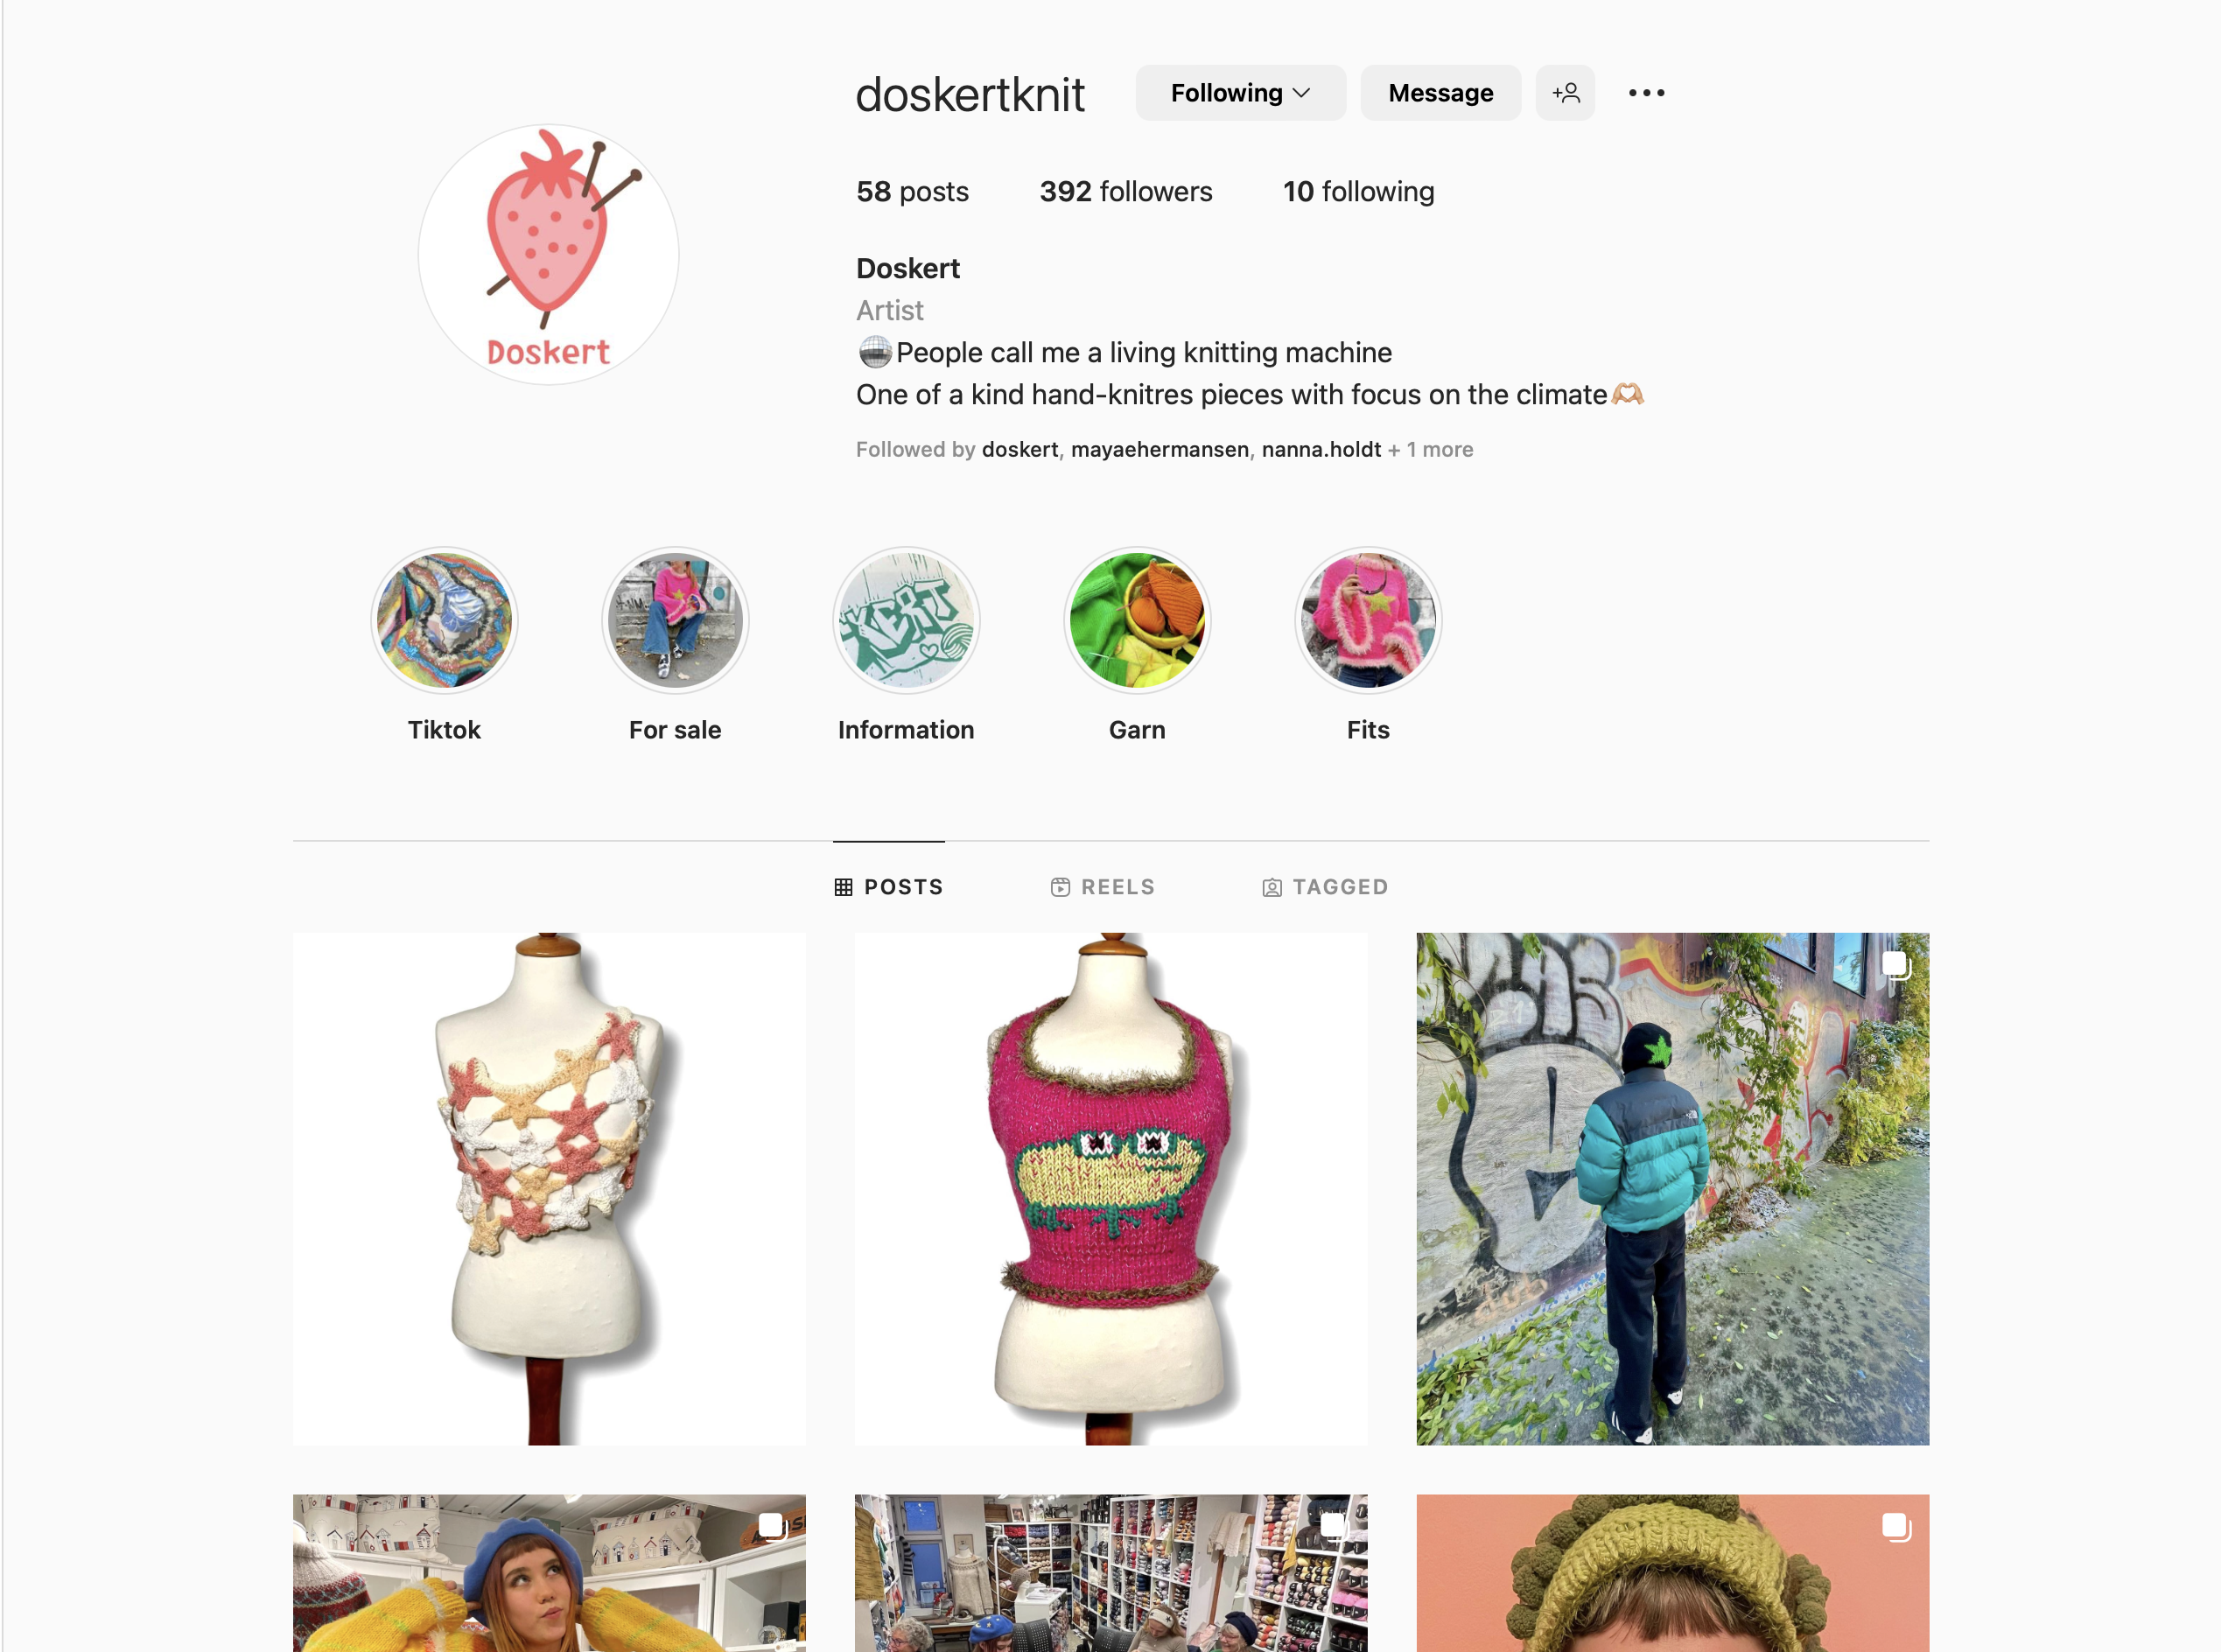 doskertknit
Following
Message
58 posts
392 followers
10 following
Doskert
Doskert
Artist
People call me a living knitting machine
One of a kind hand-knitres pieces with focus on the climate
Followed by doskert, mayaehermansen, nanna.holdt + 1 more
KERT
Tiktok
For sale
Information
Garn
Fits
POSTS
REELS
TAGGED